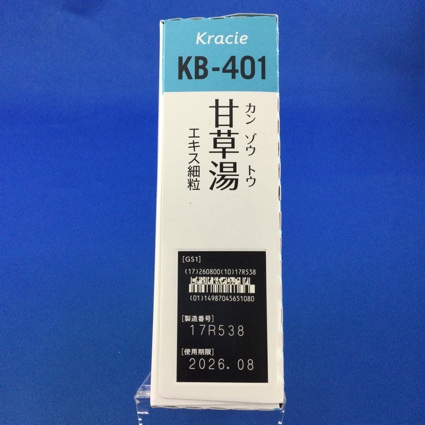 Kracie
KB-401
カンゾウトウ
甘草湯
エキス細粒
[GS1]
(17)260800(10)17R538
(01)14987045651080
[製造番号]
17R538
[使用期限]
2026.08